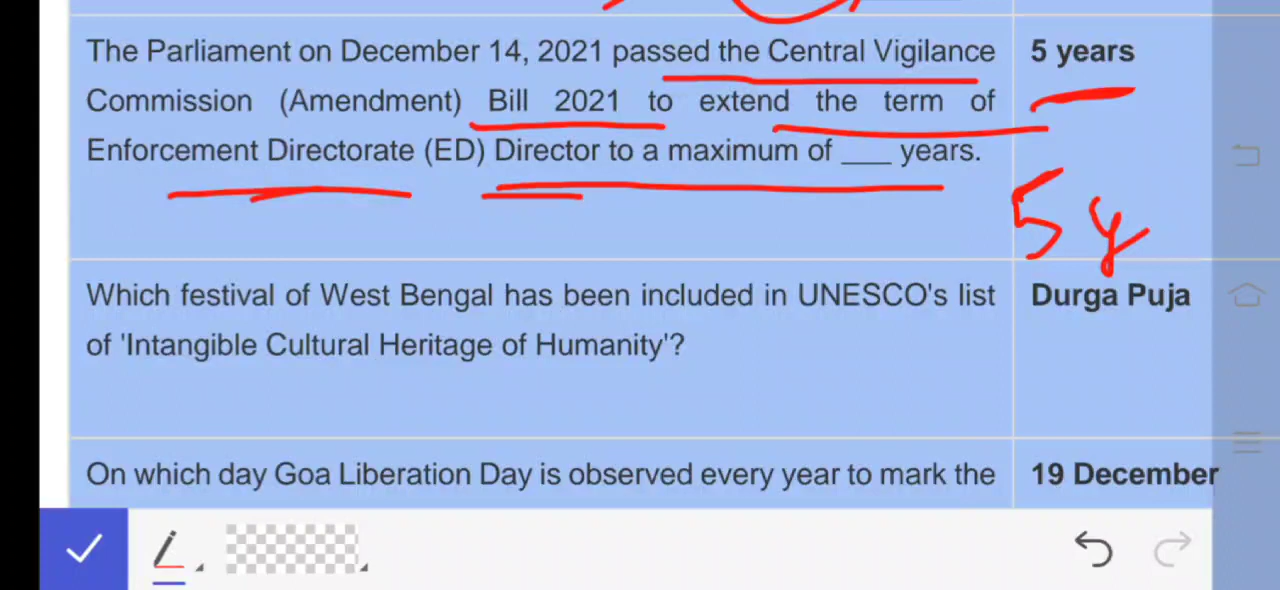 The Parliament on December 14, 2021 passed the Central Vigilance
Commission (Amendment) Bill 2021 to extend the term of
Enforcement Directorate (ED) Director to a maximum of ___ years.
5 years
5 y
Which festival of West Bengal has been included in UNESCO's list
of 'Intangible Cultural Heritage of Humanity'?
Durga Puja
On which day Goa Liberation Day is observed every year to mark the
19 December